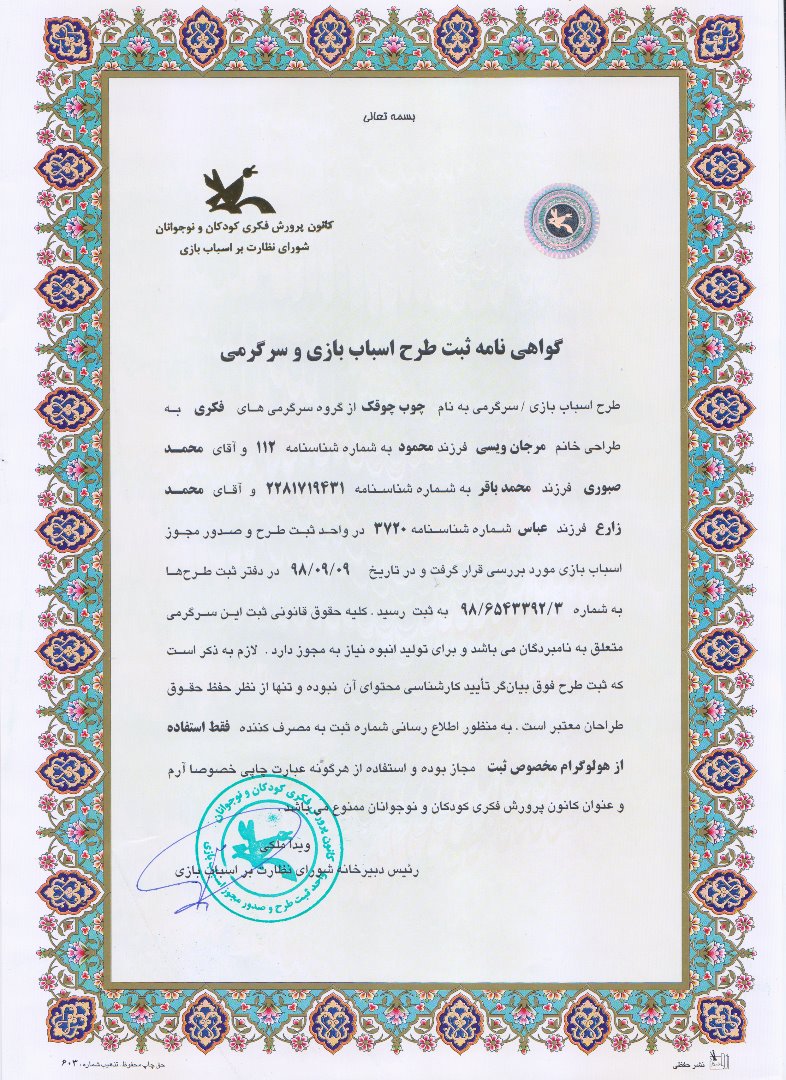 بسمه تعالی
کانون پرورش فکری کودکان و نوجوانان
شورای نظارت بر اسباب بازی
گواهی نامه ثبت طرح اسباب بازی و سرگرمی
طرح اسباب بازی / سرگرمی به نام چوب چوقک از گروه سرگرمی های فکری به
طراحی خانم مرجان ویسی فرزند محمود به شماره شناسنامه ۱۱۲ و آقای محمد
صبوری فرزند محمد باقر به شماره شناسنامه ۲۲۸۱۷۱۹۴۳۱ و آقای محمد
زارع فرزند عباس شماره شناسنامه ۳۷۲۰ در واحد ثبت طرح و صدور مجوز
اسباب بازی مورد بررسی قرار گرفت و در تاریخ ۹۸/۰۹/۰۹ در دفتر ثبت طرح‌ها
به شماره ۹۸/۶۵۴۳۳۹۲/۳ به ثبت رسید . کلیه حقوق قانونی ثبت این سرگرمی
متعلق به نامبردگان می باشد و برای تولید انبوه نیاز به مجوز دارد . لازم به ذکر است
که ثبت طرح فوق بیان‌گر تأیید کارشناسی محتوای آن نبوده و تنها از نظر حفظ حقوق
طراحان معتبر است . به منظور اطلاع رسانی شماره ثبت به مصرف کننده فقط استفاده
از هولوگرام مخصوص ثبت مجاز بوده و استفاده از هرگونه عبارت چاپی خصوصا آرم
و عنوان کانون پرورش فکری کودکان و نوجوانان ممنوع می باشد .
ویدا ملکی
رئیس دبیرخانه شورای نظارت بر اسباب بازی
کانون پرورش فکری کودکان و نوجوانان
واحد ثبت طرح و صدور مجوز اسباب بازی
نشر حفظی
حق چاپ محفوظ. تذهیب شماره: ۶۰۳